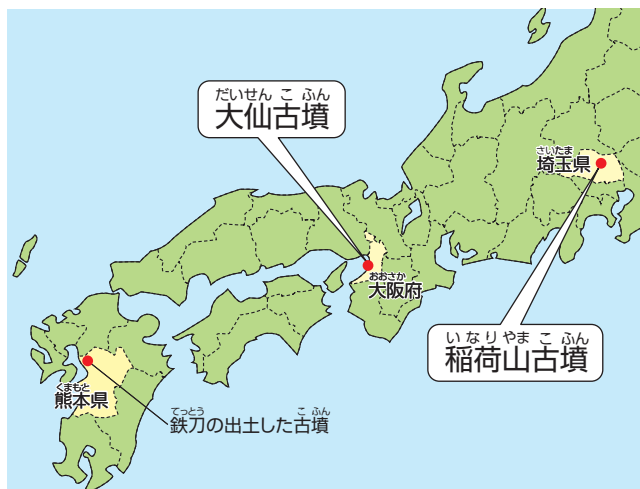 だいせん こ ふん
大仙古墳
さいたま
埼玉県
おおさか
大阪府
いなりやま こ ふん
稲荷山古墳
くまもと
熊本県
てっとう こ ふん
鉄刀の出土した古墳